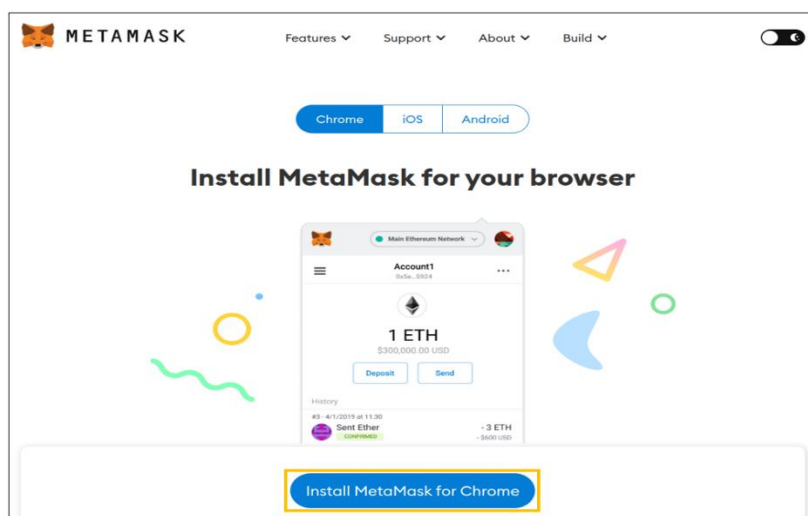 METAMASK
Features Support About Build
Chrome iOS Android
Install MetaMask for your browser
Main Ethereum Network
Account1
0x5e...5924
1 ETH
$300,000.00 USD
Deposit Send
History
#3 - 4/1/2019 at 11:30
Sent Ether - 3 ETH
CONFIRMED - $600 USD
Install MetaMask for Chrome